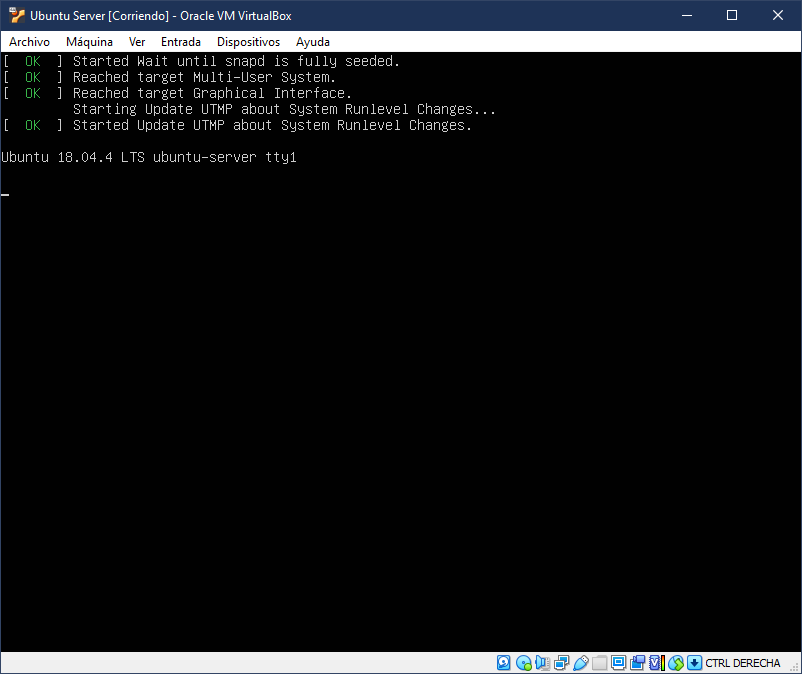 Ubuntu Server [Corriendo] - Oracle VM VirtualBox
Archivo Máquina Ver Entrada Dispositivos Ayuda
[  OK  ] Started Wait until snapd is fully seeded.
[  OK  ] Reached target Multi-User System.
[  OK  ] Reached target Graphical Interface.
         Starting Update UTMP about System Runlevel Changes...
[  OK  ] Started Update UTMP about System Runlevel Changes.
Ubuntu 18.04.4 LTS ubuntu-server tty1
CTRL DERECHA